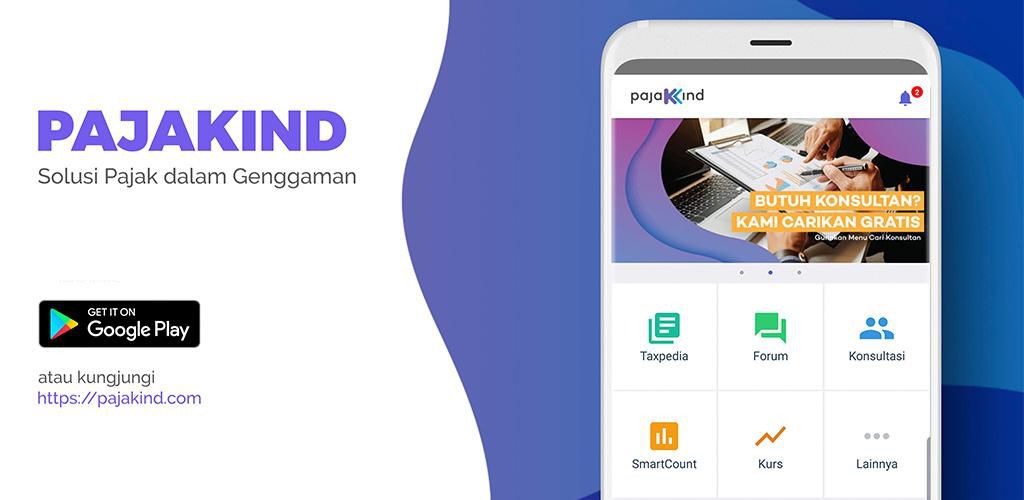 PAJAKIND
Solusi Pajak dalam Genggaman
GET IT ON
Google Play
atau kungjungi
https://pajakind.com
pajakkind
2
BUTUH KONSULTAN?
KAMI CARIKAN GRATIS
Gunakan Menu Cari Konsultan
Taxpedia
Forum
Konsultasi
SmartCount
Kurs
Lainnya